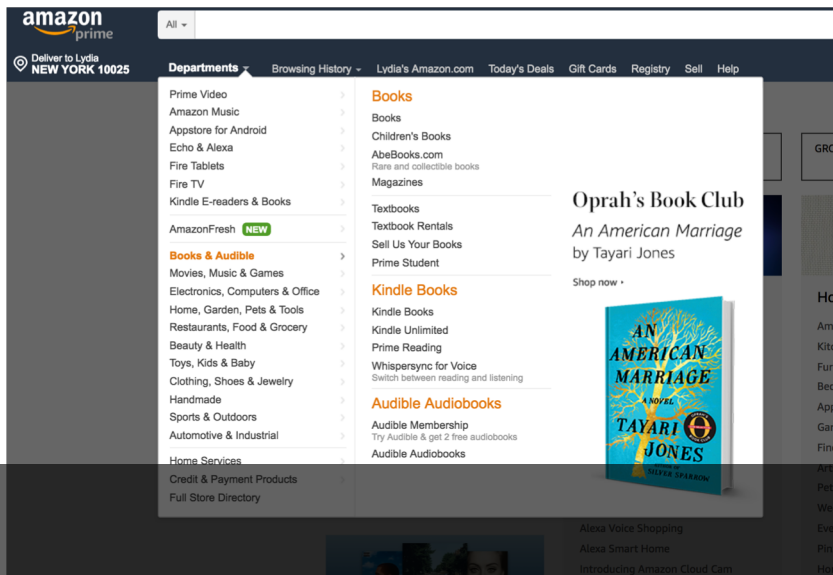 amazon
prime
All
Deliver to Lydia
NEW YORK 10025
Departments
Browsing History
Lydia's Amazon.com
Today's Deals
Gift Cards
Registry
Sell
Help
Prime Video
Amazon Music
Appstore for Android
Echo & Alexa
Fire Tablets
Fire TV
Kindle E-readers & Books
AmazonFresh NEW
Books & Audible
Movies, Music & Games
Electronics, Computers & Office
Home, Garden, Pets & Tools
Restaurants, Food & Grocery
Beauty & Health
Toys, Kids & Baby
Clothing, Shoes & Jewelry
Handmade
Sports & Outdoors
Automotive & Industrial
Home Services
Credit & Payment Products
Full Store Directory
Books
Books
Children's Books
AbeBooks.com
Rare and collectible books
Magazines
Textbooks
Textbook Rentals
Sell Us Your Books
Prime Student
Kindle Books
Kindle Books
Kindle Unlimited
Prime Reading
Whispersync for Voice
Switch between reading and listening
Audible Audiobooks
Audible Membership
Try Audible & get 2 free audiobooks
Audible Audiobooks
Oprah's Book Club
An American Marriage
by Tayari Jones
Shop now
AN
AMERICAN
MARRIAGE
A NOVEL
TAYARI
JONES
AUTHOR OF
SILVER SPARROW
Alexa Voice Shopping
Alexa Smart Home
Introducing Amazon Cloud Cam